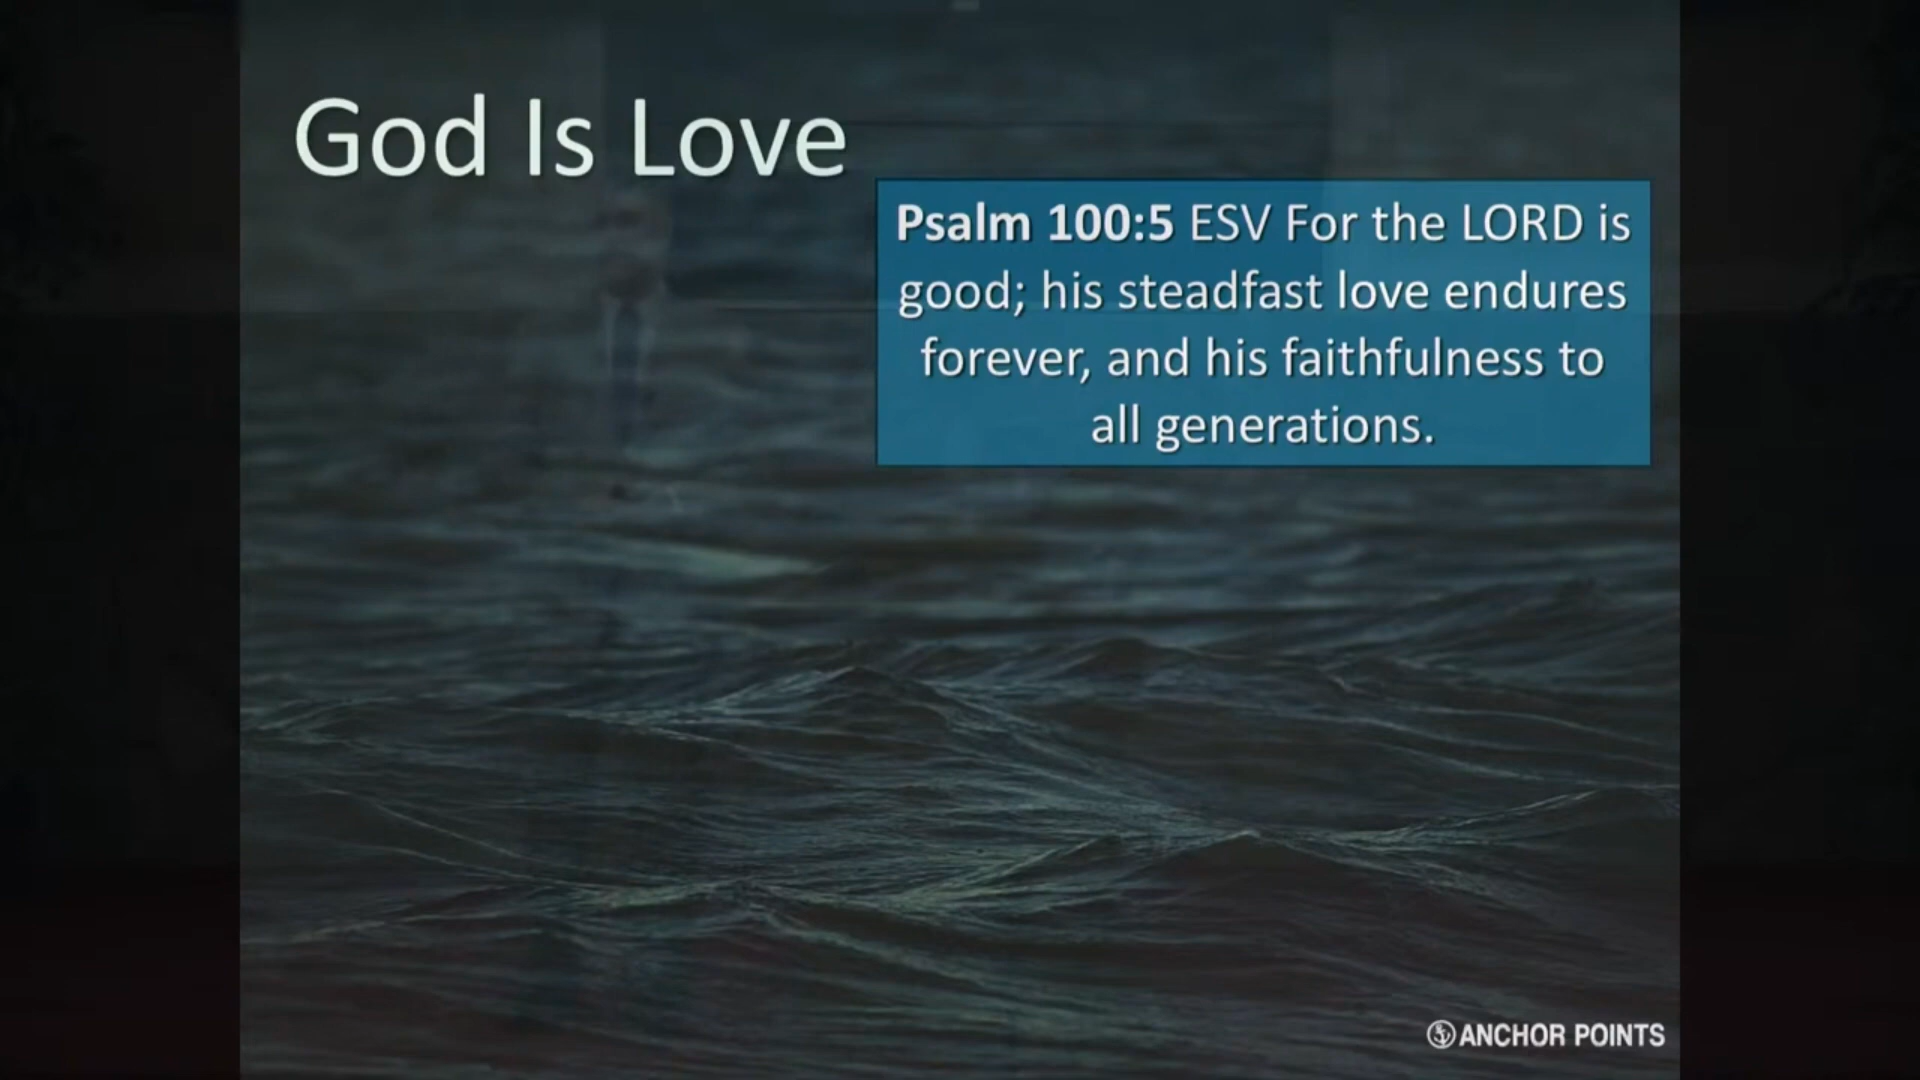 God Is Love
Psalm 100:5 ESV For the LORD is
good; his steadfast love endures
forever, and his faithfulness to
all generations.
ANCHOR POINTS